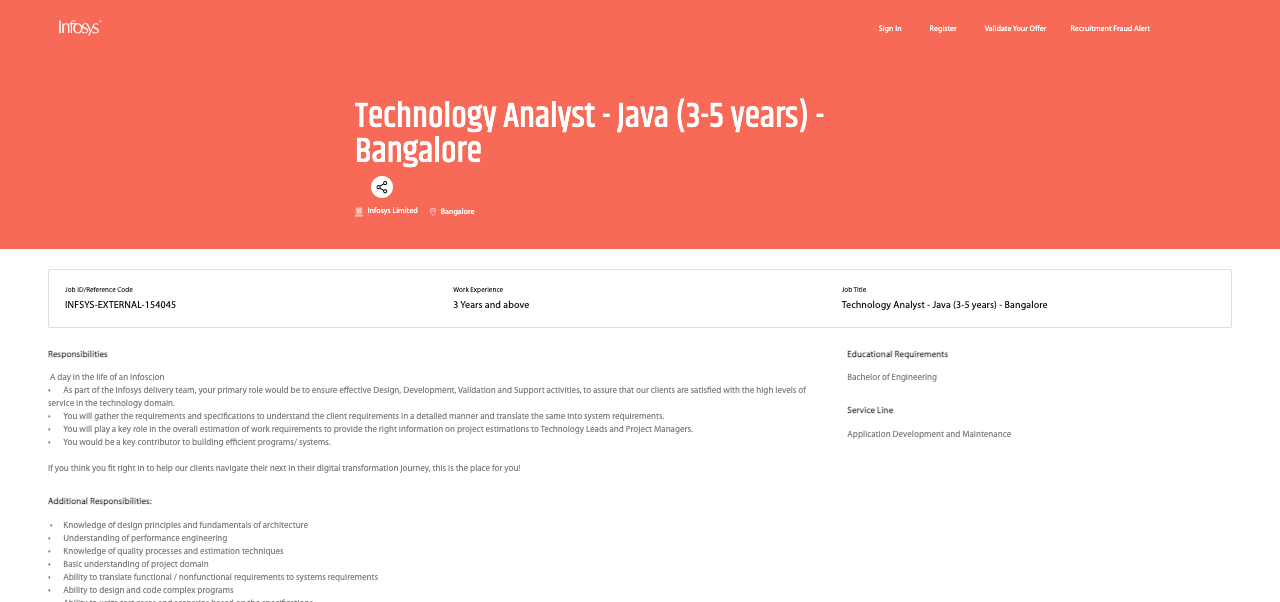 Infosys
Sign In
Register
Validate Your Offer
Recruitment Fraud Alert
Technology Analyst - Java (3-5 years) -
Bangalore
Infosys Limited
Bangalore
Job ID/Reference Code
INFSYS-EXTERNAL-154045
Work Experience
3 Years and above
Job Title
Technology Analyst - Java (3-5 years) - Bangalore
Responsibilities
A day in the life of an infoscion
• As part of the Infosys delivery team, your primary role would be to ensure effective Design, Development, Validation and Support activities, to assure that our clients are satisfied with the high levels of
service in the technology domain.
• You will gather the requirements and specifications to understand the client requirements in a detailed manner and translate the same into system requirements.
• You will play a key role in the overall estimation of work requirements to provide the right information on project estimations to Technology Leads and Project Managers.
• You would be a key contributor to building efficient programs/ systems.
If you think you fit right in to help our clients navigate their next in their digital transformation journey, this is the place for you!
Additional Responsibilities:
• Knowledge of design principles and fundamentals of architecture
• Understanding of performance engineering
• Knowledge of quality processes and estimation techniques
• Basic understanding of project domain
• Ability to translate functional / nonfunctional requirements to systems requirements
• Ability to design and code complex programs
Educational Requirements
Bachelor of Engineering
Service Line
Application Development and Maintenance